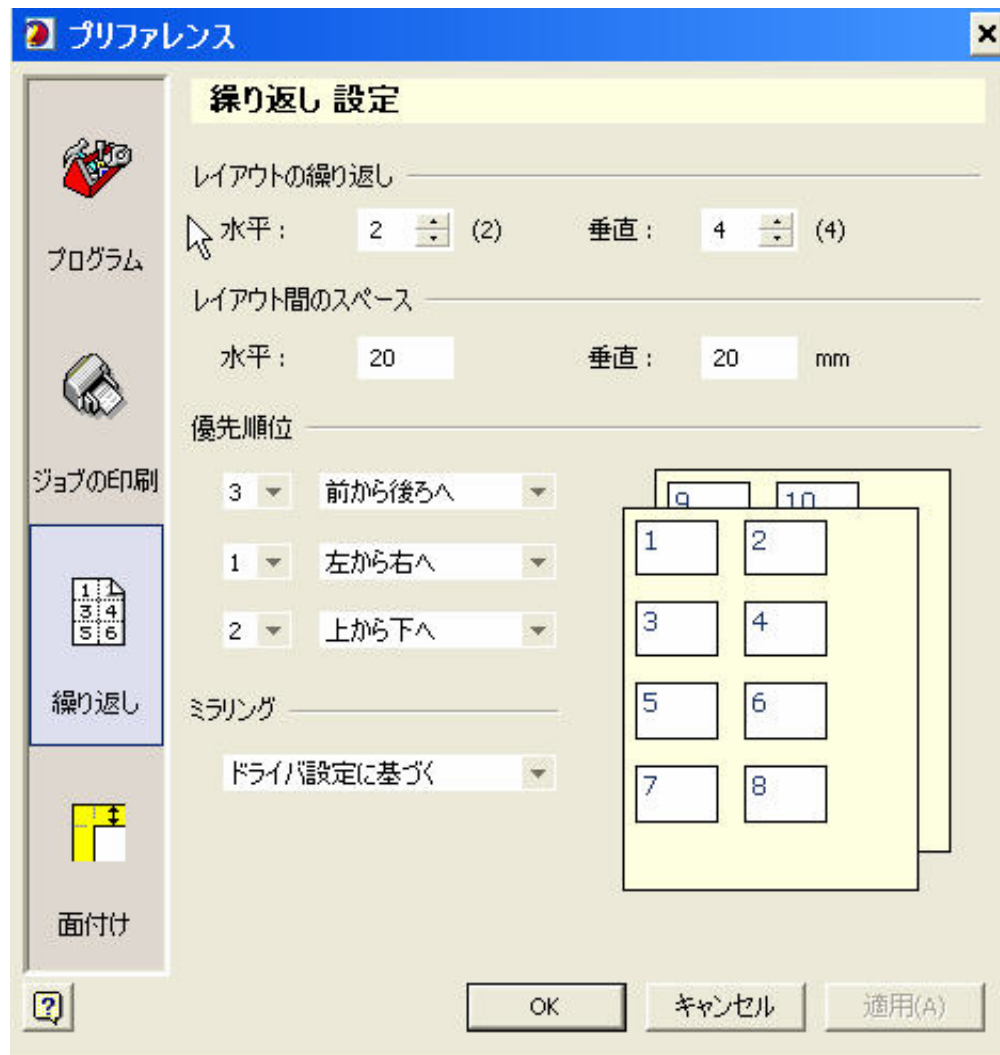 プリファレンス
繰り返し 設定
レイアウトの繰り返し
水平： 2 (2) 垂直： 4 (4)
プログラム
レイアウト間のスペース
水平： 20 垂直： 20 mm
優先順位
ジョブの印刷
3 前から後ろへ
1 左から右へ
2 上から下へ
9 10
1 2
3 4
5 6
7 8
1 2
3 4
5 6
繰り返し
ミラリング
ドライバ設定に基づく
面付け
OK キャンセル 適用(A)